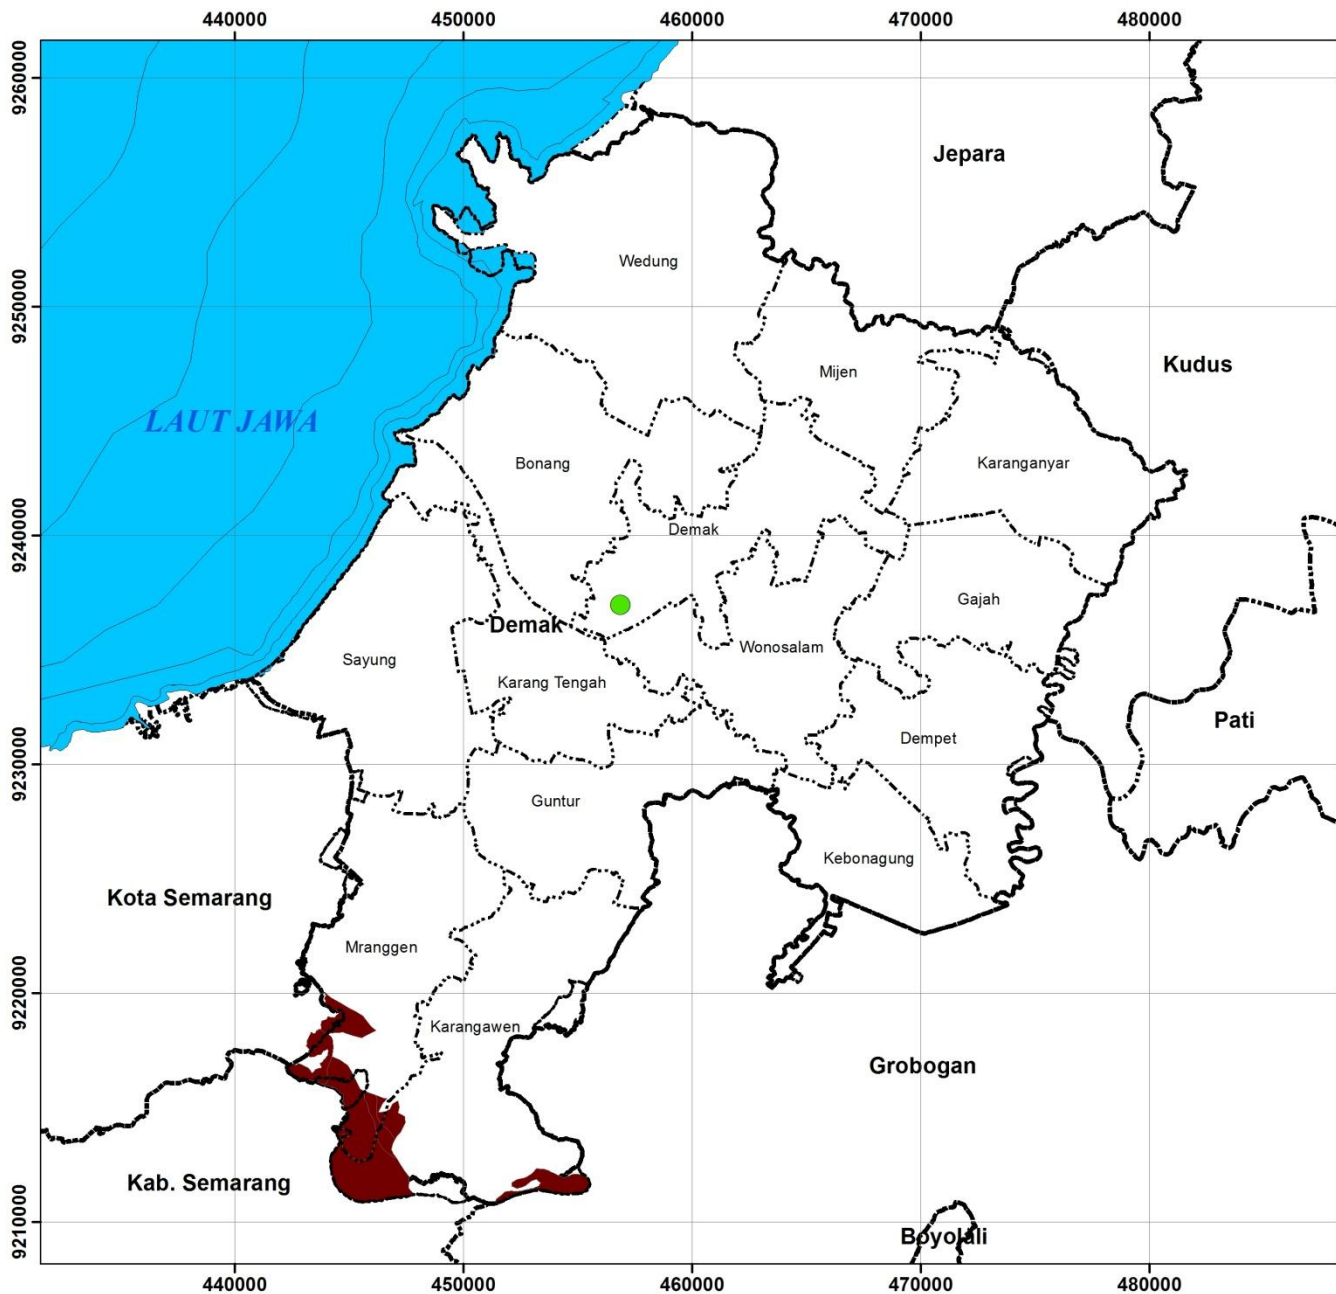 440000 450000 460000 470000 480000
9260000
9250000
9240000
9230000
9220000
9210000
Jepara
Wedung
Kudus
Mijen
LAUT JAWA
Bonang
Karanganyar
Demak
Gajah
Demak
Wonosalam
Sayung
Karang Tengah
Pati
Dempet
Guntur
Kebonagung
Kota Semarang
Mranggen
Karangawen
Grobogan
Kab. Semarang
Boyolali
440000 450000 460000 470000 480000